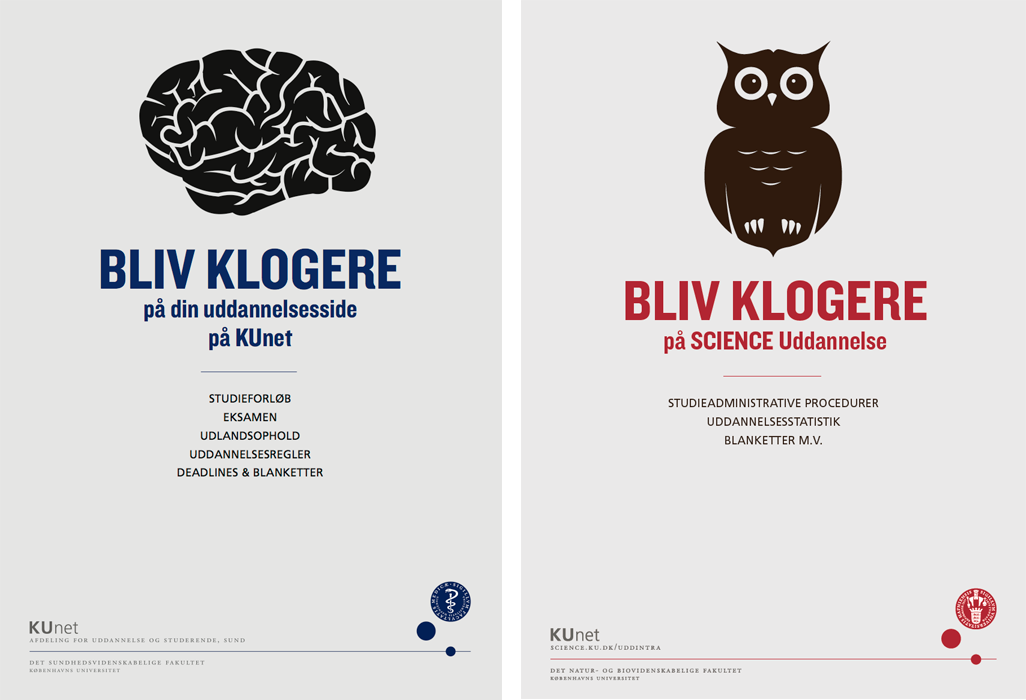 BLIV KLOGERE
på din uddannelsesside
på KUnet
STUDIEFORLØB
EKSAMEN
UDLANDSOPHOLD
UDDANNELSESREGLER
DEADLINES & BLANKETTER
KUnet
AFDELING FOR UDDANNELSE OG STUDERENDE, SUND
DET SUNDHEDSVIDENSKABELIGE FAKULTET
KØBENHAVNS UNIVERSITET
BLIV KLOGERE
på SCIENCE Uddannelse
STUDIEADMINISTRATIVE PROCEDURER
UDDANNELSESSTATISTIK
BLANKETTER M.V.
KUnet
SCIENCE.KU.DK/UDDINTRA
DET NATUR- OG BIOVIDENSKABELIGE FAKULTET
KØBENHAVNS UNIVERSITET